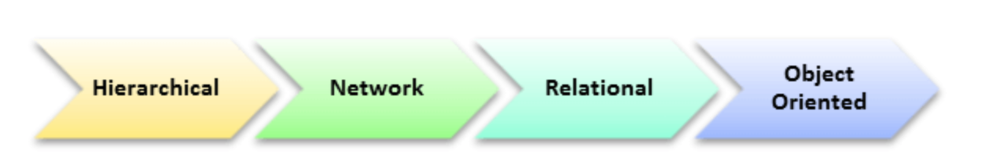 Hierarchical
Network
Relational
Object
Oriented